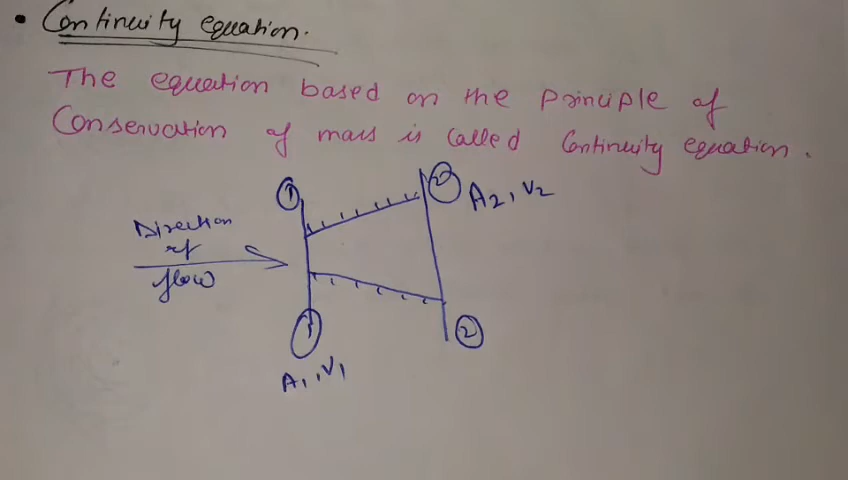 • Continuity equation.
The equation based on the principle of
Conservation of mass is called Continuity equation.
1
2
A2, V2
Direction
of
flow
1
2
A1, V1